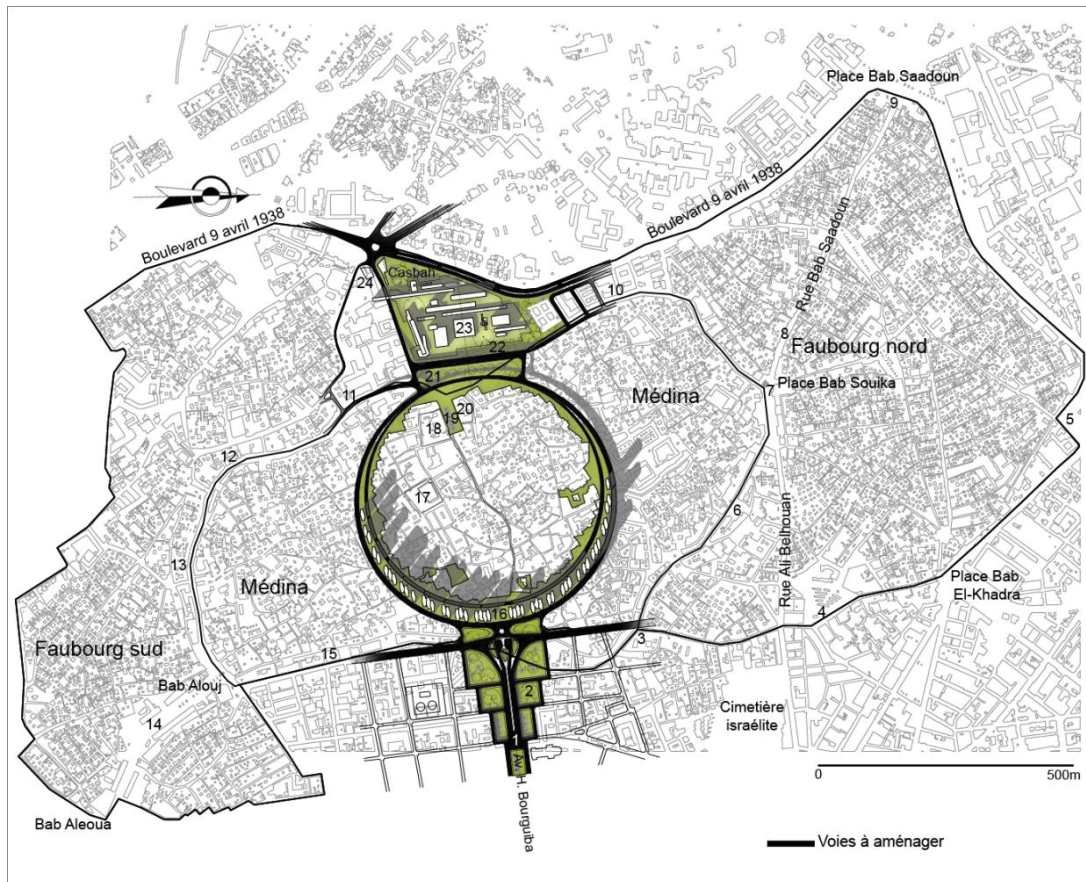 Place Bab Saadoun
9
Boulevard 9 avril 1938
Boulevard 9 avril 1938
Rue Bab Saadoun
24
Casbah
10
23
22
8
Faubourg nord
21
7
Place Bab Souika
11
Médina
20
19
18
5
12
17
6
13
Médina
Rue Ali Belhouan
Place Bab
El-Khadra
16
4
3
Faubourg sud
15
Bab Alouj
2
14
Cimetière
israélite
1
Av. H. Bourguiba
0
500m
Bab Aleoua
Voies à aménager